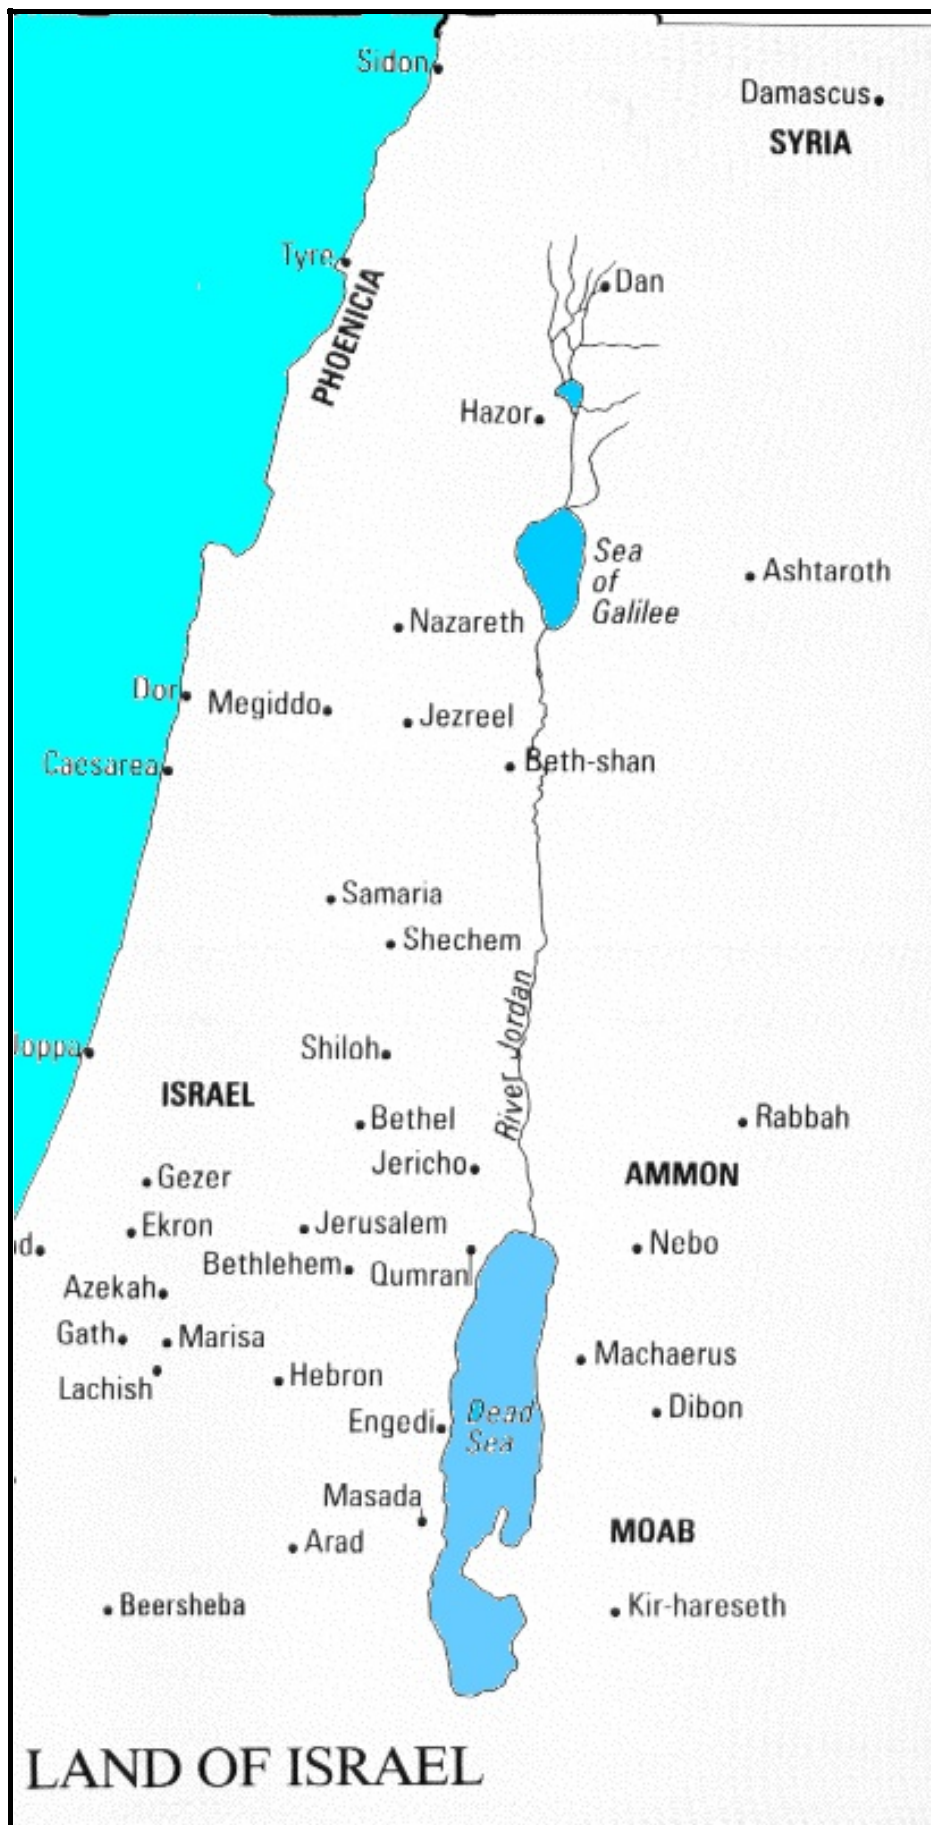 Sidon
Damascus
SYRIA
Tyre
PHOENICIA
Dan
Hazor
Sea
of
Galilee
Ashtaroth
Nazareth
Dor
Megiddo
Jezreel
Caesarea
Beth-shan
Samaria
Shechem
River Jordan
Joppa
Shiloh
ISRAEL
Bethel
Rabbah
Jericho
AMMON
Gezer
Ekron
Jerusalem
Nebo
Bethlehem
Qumran
Azekah
Gath
Marisa
Machaerus
Lachish
Hebron
Dibon
Engedi
Dead
Sea
Masada
MOAB
Arad
Beersheba
Kir-hareseth
LAND OF ISRAEL